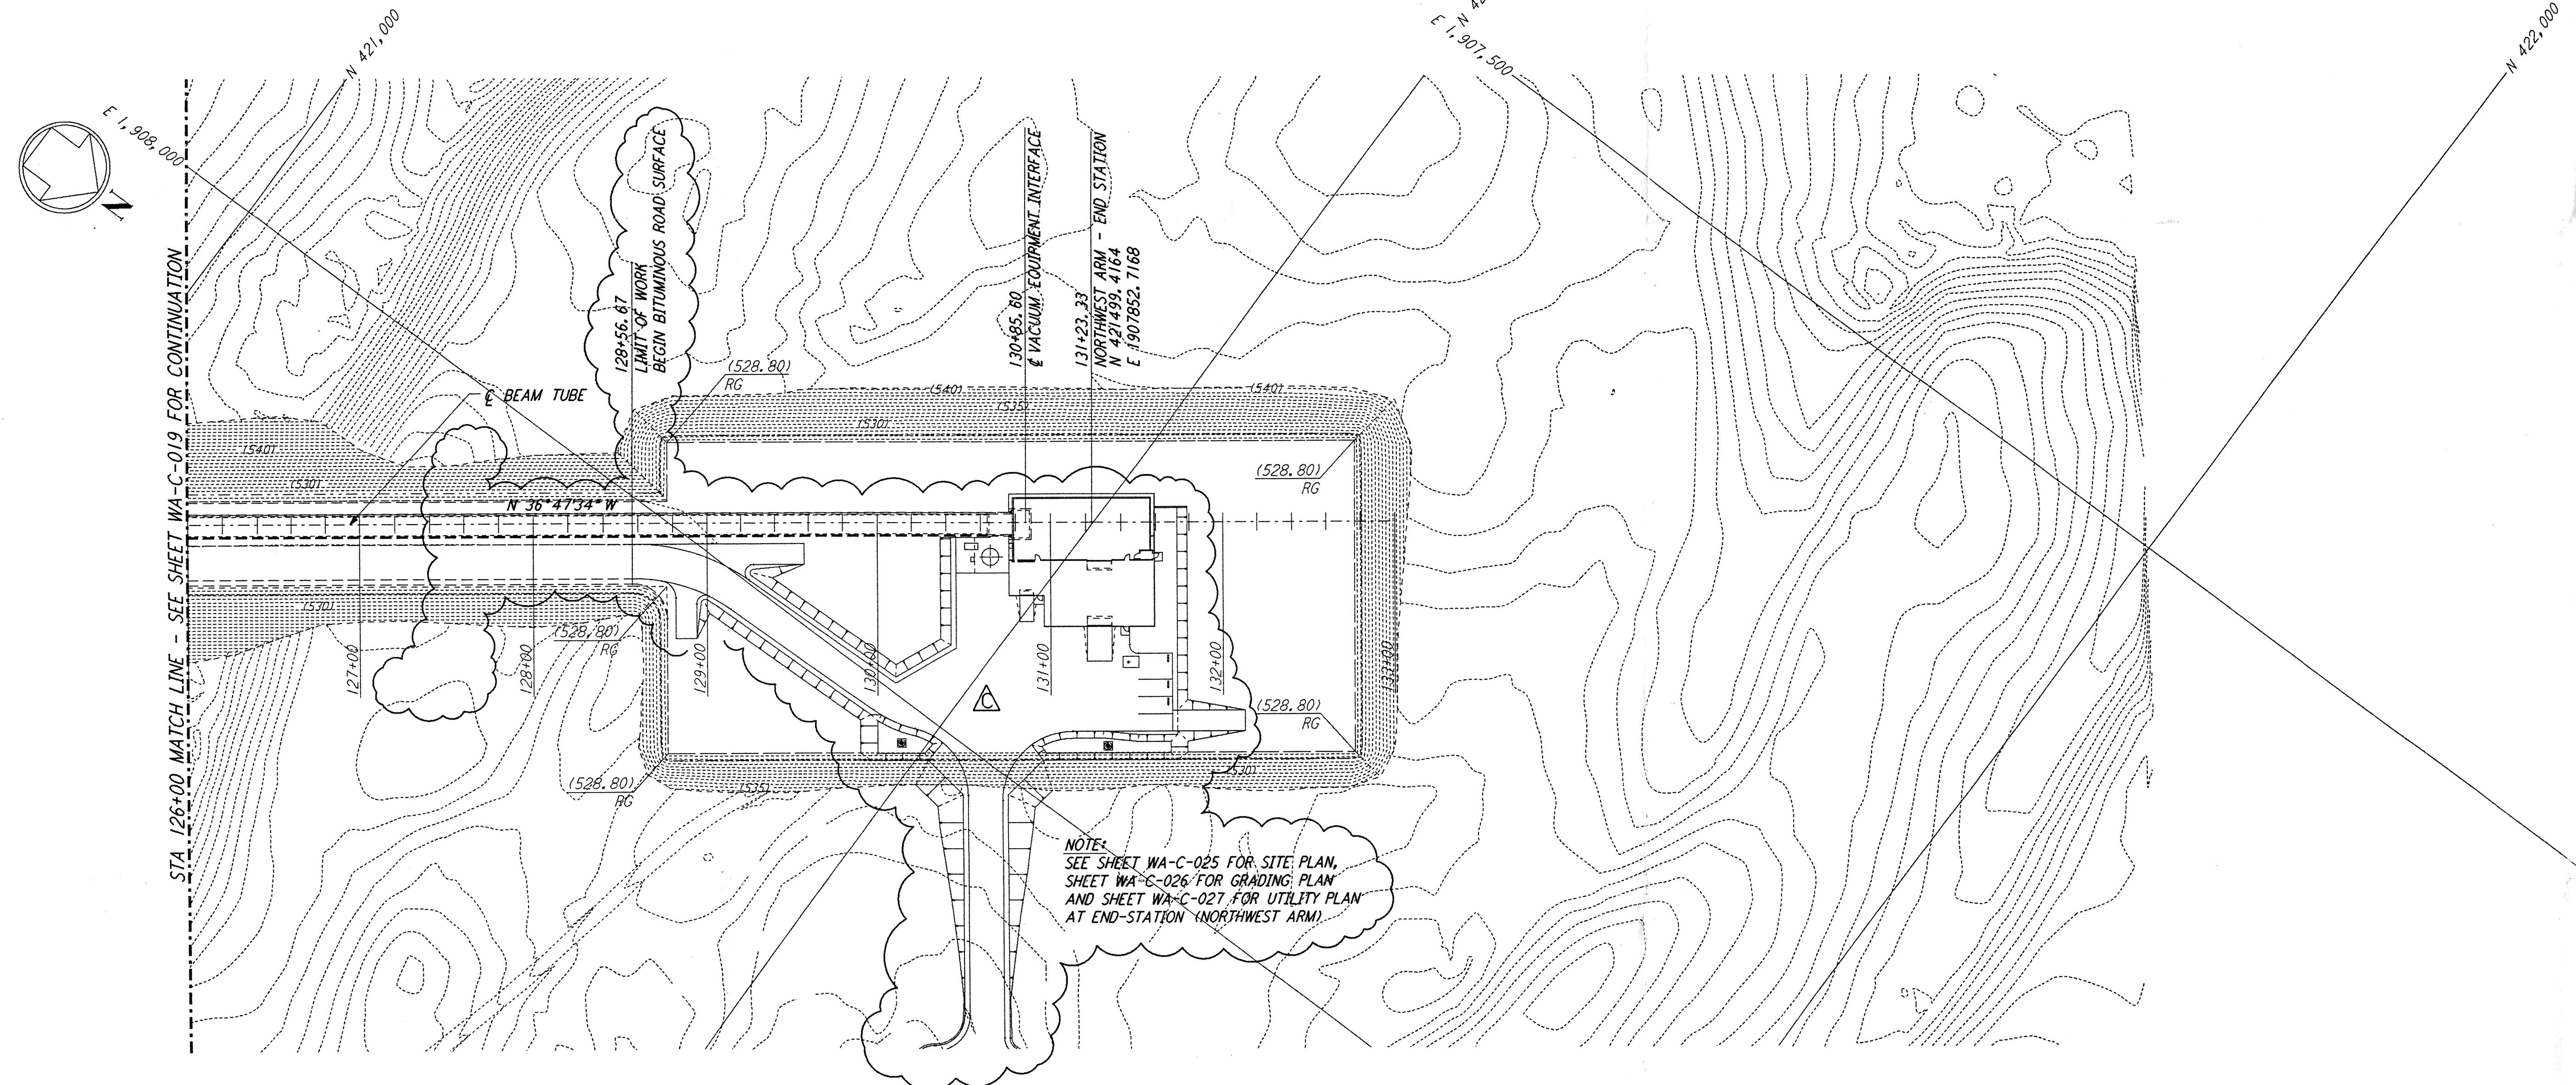 N 421,000
E 1,908,000
N
E 1,907,500
N 42
N 422,000
STA 126+00 MATCH LINE - SEE SHEET WA-C-019 FOR CONTINUATION
128+56.67
LIMIT OF WORK
BEGIN BITUMINOUS ROAD SURFACE
130+85.60
℄ VACUUM EQUIPMENT INTERFACE
131+23.33
NORTHWEST ARM - END STATION
N 421499.4164
E 1907852.7168
℄ BEAM TUBE
(528.80)
RG
(540)
(540)
(535)
(530)
(540)
(530)
N 36°47'34" W
(528.80)
RG
(530)
(528.80)
RG
127+00
128+00
129+00
130+00
131+00
132+00
133+00
C
(528.80)
RG
(528.80)
RG
(535)
(530)
NOTE:
SEE SHEET WA-C-025 FOR SITE PLAN,
SHEET WA-C-026 FOR GRADING PLAN
AND SHEET WA-C-027 FOR UTILITY PLAN
AT END-STATION (NORTHWEST ARM)